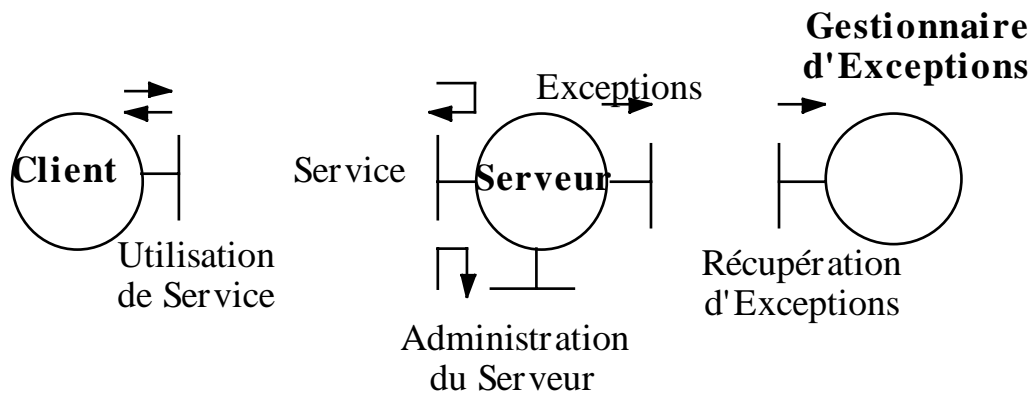 Gestionnaire
d'Exceptions
Exceptions
Client
Service
Serveur
Utilisation
de Service
Récupération
d'Exceptions
Administration
du Serveur